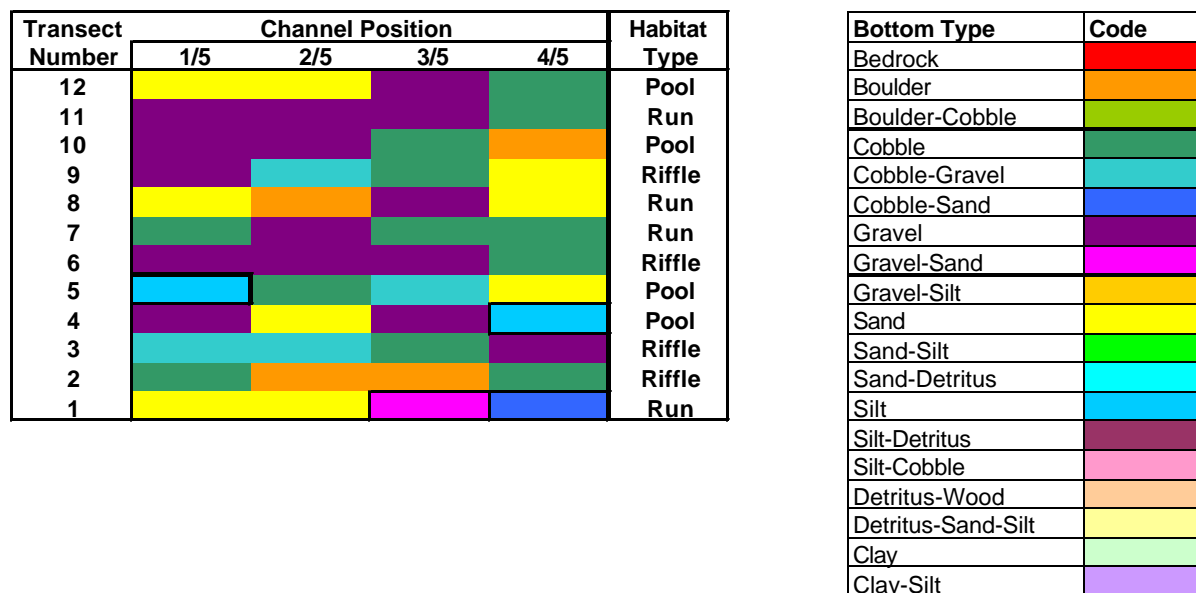 Transect Channel Position Habitat
Number 1/5 2/5 3/5 4/5 Type
12 Pool
11 Run
10 Pool
9 Riffle
8 Run
7 Run
6 Riffle
5 Pool
4 Pool
3 Riffle
2 Riffle
1 Run
Bottom Type Code
Bedrock
Boulder
Boulder-Cobble
Cobble
Cobble-Gravel
Cobble-Sand
Gravel
Gravel-Sand
Gravel-Silt
Sand
Sand-Silt
Sand-Detritus
Silt
Silt-Detritus
Silt-Cobble
Detritus-Wood
Detritus-Sand-Silt
Clay
Clay-Silt